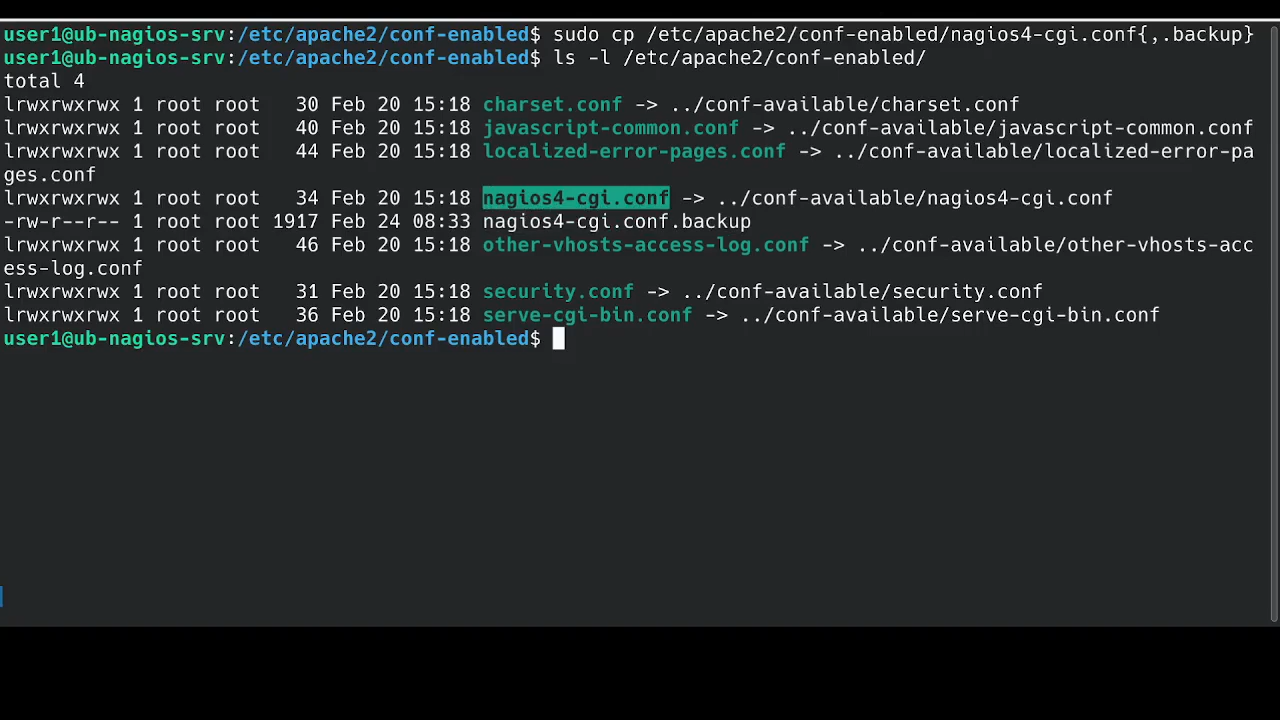 user1@ub-nagios-srv:/etc/apache2/conf-enabled$ sudo cp /etc/apache2/conf-enabled/nagios4-cgi.conf{,.backup}
user1@ub-nagios-srv:/etc/apache2/conf-enabled$ ls -l /etc/apache2/conf-enabled/
total 4
lrwxrwxrwx 1 root root   30 Feb 20 15:18 charset.conf -> ../conf-available/charset.conf
lrwxrwxrwx 1 root root   40 Feb 20 15:18 javascript-common.conf -> ../conf-available/javascript-common.conf
lrwxrwxrwx 1 root root   44 Feb 20 15:18 localized-error-pages.conf -> ../conf-available/localized-error-pa
ges.conf
lrwxrwxrwx 1 root root   34 Feb 20 15:18 nagios4-cgi.conf -> ../conf-available/nagios4-cgi.conf
-rw-r--r-- 1 root root 1917 Feb 24 08:33 nagios4-cgi.conf.backup
lrwxrwxrwx 1 root root   46 Feb 20 15:18 other-vhosts-access-log.conf -> ../conf-available/other-vhosts-acc
ess-log.conf
lrwxrwxrwx 1 root root   31 Feb 20 15:18 security.conf -> ../conf-available/security.conf
lrwxrwxrwx 1 root root   36 Feb 20 15:18 serve-cgi-bin.conf -> ../conf-available/serve-cgi-bin.conf
user1@ub-nagios-srv:/etc/apache2/conf-enabled$